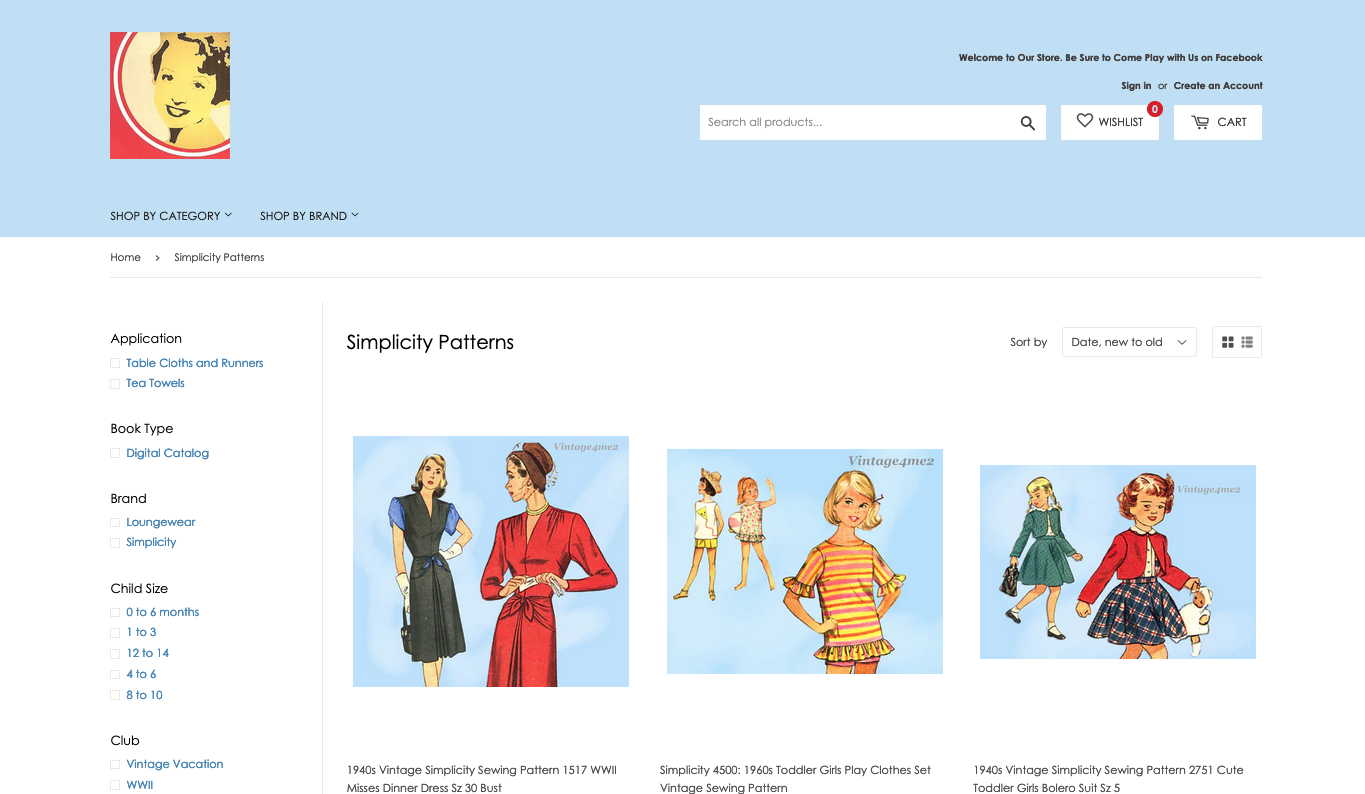 Welcome to Our Store. Be Sure to Come Play with Us on Facebook
Sign in or Create an Account
Search all products...
WISHLIST
0
CART
SHOP BY CATEGORY
SHOP BY BRAND
Home › Simplicity Patterns
Application
Table Cloths and Runners
Tea Towels
Book Type
Digital Catalog
Brand
Loungewear
Simplicity
Child Size
0 to 6 months
1 to 3
12 to 14
4 to 6
8 to 10
Club
Vintage Vacation
WWII
Simplicity Patterns
Sort by
Date, new to old
Vintage4me2
Vintage4me2
Vintage4me2
1940s Vintage Simplicity Sewing Pattern 1517 WWII
Misses Dinner Dress Sz 30 Bust
Simplicity 4500: 1960s Toddler Girls Play Clothes Set
Vintage Sewing Pattern
1940s Vintage Simplicity Sewing Pattern 2751 Cute
Toddler Girls Bolero Suit Sz 5